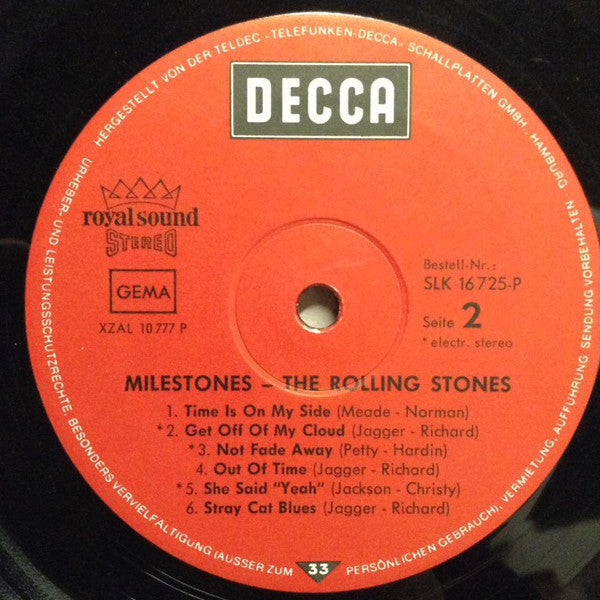 HERGESTELLT VON DER TELDEC »TELEFUNKEN-DECCA« SCHALLPLATTEN GMBH., HAMBURG
DECCA
royal sound
STEREO
GEMA
XZAL 10 777 P
Bestell-Nr.:
SLK 16 725-P
Seite 2
* electr. stereo
MILESTONES – THE ROLLING STONES
1. Time Is On My Side (Meade - Norman)
*2. Get Off Of My Cloud (Jagger - Richard)
*3. Not Fade Away (Petty - Hardin)
4. Out Of Time (Jagger - Richard)
*5. She Said "Yeah" (Jackson - Christy)
6. Stray Cat Blues (Jagger - Richard)
URHEBER- UND LEISTUNGSSCHUTZRECHTE, BESONDERS VERVIELFÄLTIGUNG (AUSSER ZUM PERSÖNLICHEN GEBRAUCH), VERMIETUNG, AUFFÜHRUNG, SENDUNG VORBEHALTEN
33